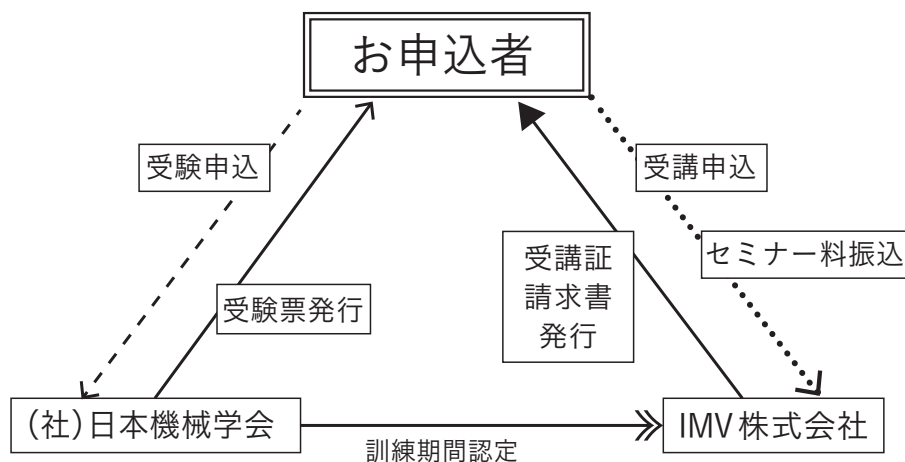 お申込者
受験申込
受講申込
セミナー料振込
受講証
請求書
発行
受験票発行
(社)日本機械学会
IMV株式会社
訓練期間認定